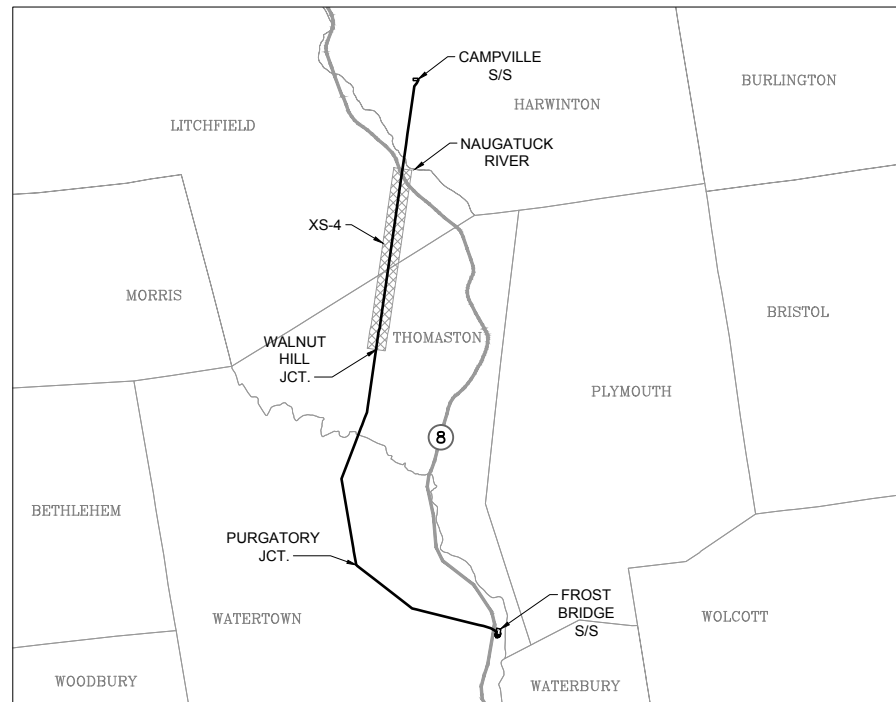 CAMPVILLE
S/S
BURLINGTON
HARWINTON
LITCHFIELD
NAUGATUCK
RIVER
XS-4
MORRIS
BRISTOL
WALNUT
HILL
JCT.
THOMASTON
PLYMOUTH
8
BETHLEHEM
PURGATORY
JCT.
FROST
BRIDGE
S/S
WATERTOWN
WOLCOTT
WOODBURY
WATERBURY